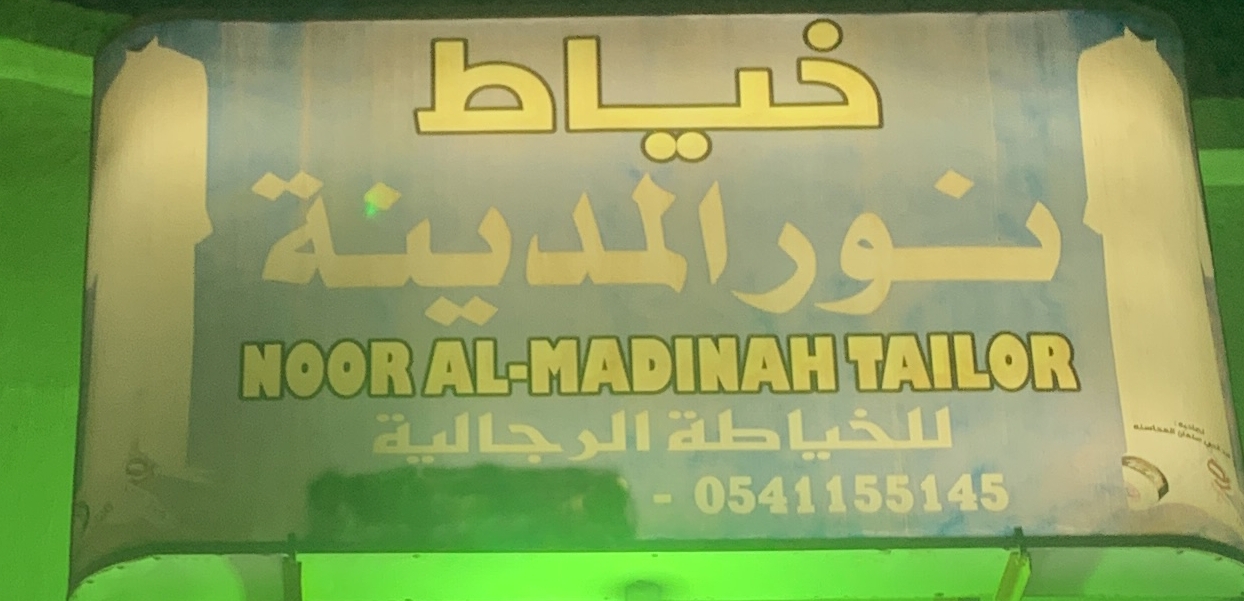 خياط
نور المدينة
NOOR AL-MADINAH TAILOR
للخياطة الرجالية
- 0541155145